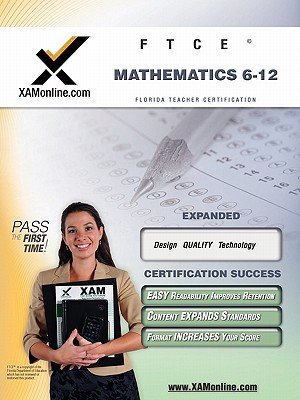 XAMonline.com
F T C E ©
MATHEMATICS 6-12
FLORIDA TEACHER CERTIFICATION
EXPANDED
Design QUALITY Technology
CERTIFICATION SUCCESS
EASY READABILITY IMPROVES RETENTION
CONTENT EXPANDS STANDARDS
FORMAT INCREASES YOUR SCORE
PASS
THE FIRST
TIME!
XAM
www.XAMonline.com